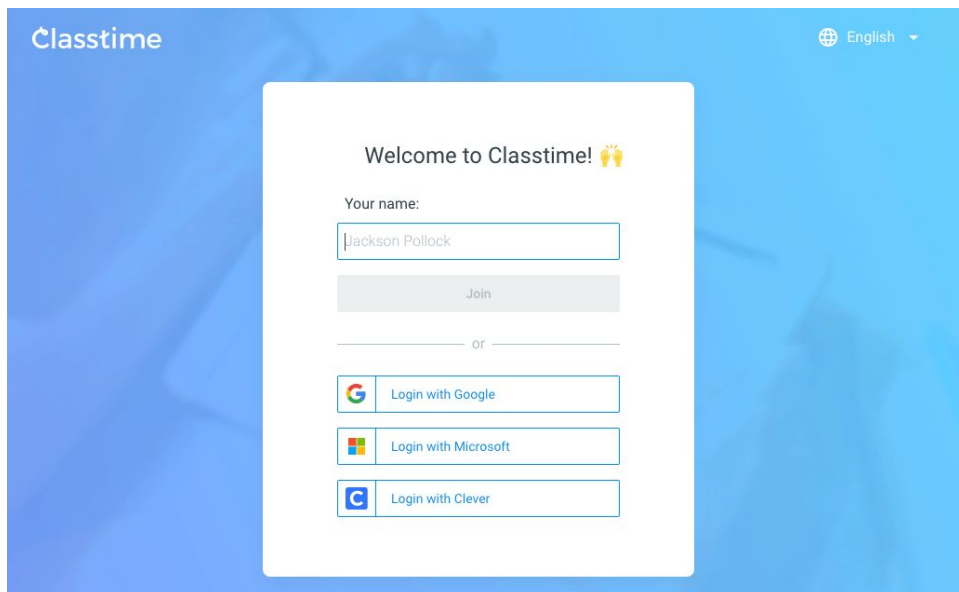 Classtime
English
Welcome to Classtime! 🙌
Your name:
Jackson Pollock
Join
or
Login with Google
Login with Microsoft
C Login with Clever